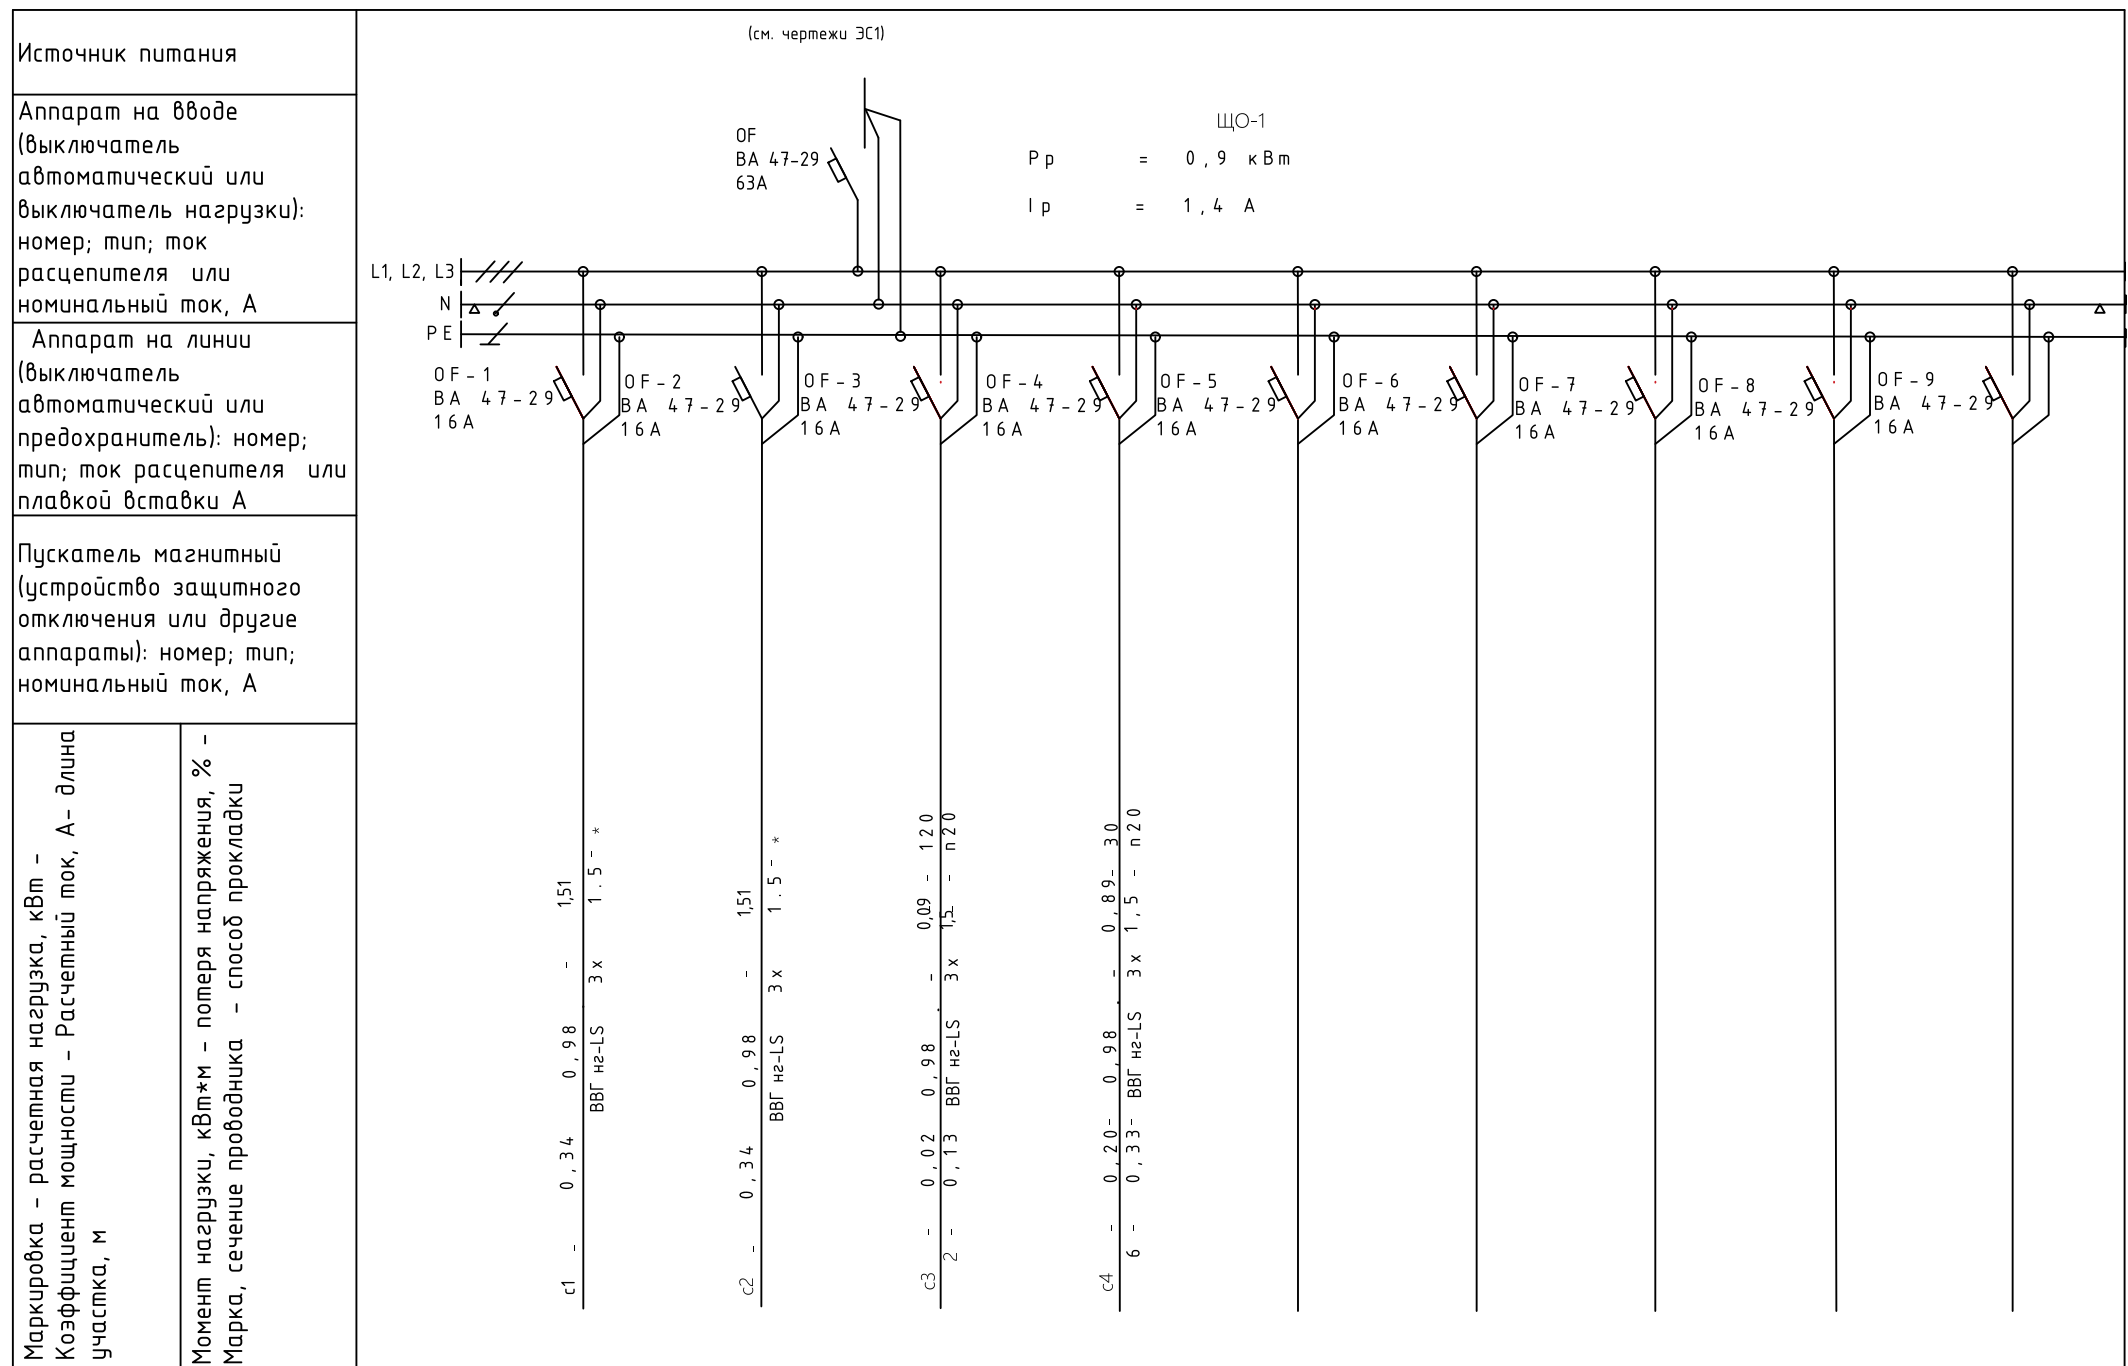 Источник питания
(см. чертежи ЭС1)
Аппарат на вводе
(выключатель
автоматический или
выключатель нагрузки):
номер; тип; ток
расцепителя или
номинальный ток, А
QF
ВА 47-29
63А
ЩО-1
Рр = 0,9 кВт
Iр = 1,4 А
L1, L2, L3
N
PE
Аппарат на линии
(выключатель
автоматический или
предохранитель): номер;
тип; ток расцепителя или
плавкой вставки А
OF-1
ВА 47-29
16А
OF-2
ВА 47-29
16А
OF-3
ВА 47-29
16А
OF-4
ВА 47-29
16А
OF-5
ВА 47-29
16А
OF-6
ВА 47-29
16А
OF-7
ВА 47-29
16А
OF-8
ВА 47-29
16А
OF-9
ВА 47-29
16А
Пускатель магнитный
(устройство защитного
отключения или другие
аппараты): номер; тип;
номинальный ток, А
Маркировка - расчетная нагрузка, кВт -
Коэффициент мощности - Расчетный ток, А- длина
участка, м
Момент нагрузки, кВт*м - потеря напряжения, % -
Марка, сечение проводника - способ прокладки
с1 - 0,34 0,98 - 1,51
ВВГ нг-LS 3х 1.5- *
с2 - 0,34 0,98 - 1,51
ВВГ нг-LS 3х 1.5- *
с3 - 0,02 0,98 - 0,09 - 120
2 - 0,13 ВВГ нг-LS 3х 1,5 - п20
с4 - 0,20- 0,98 - 0,89- 30
6 - 0,33- ВВГ нг-LS 3х 1,5 - п20